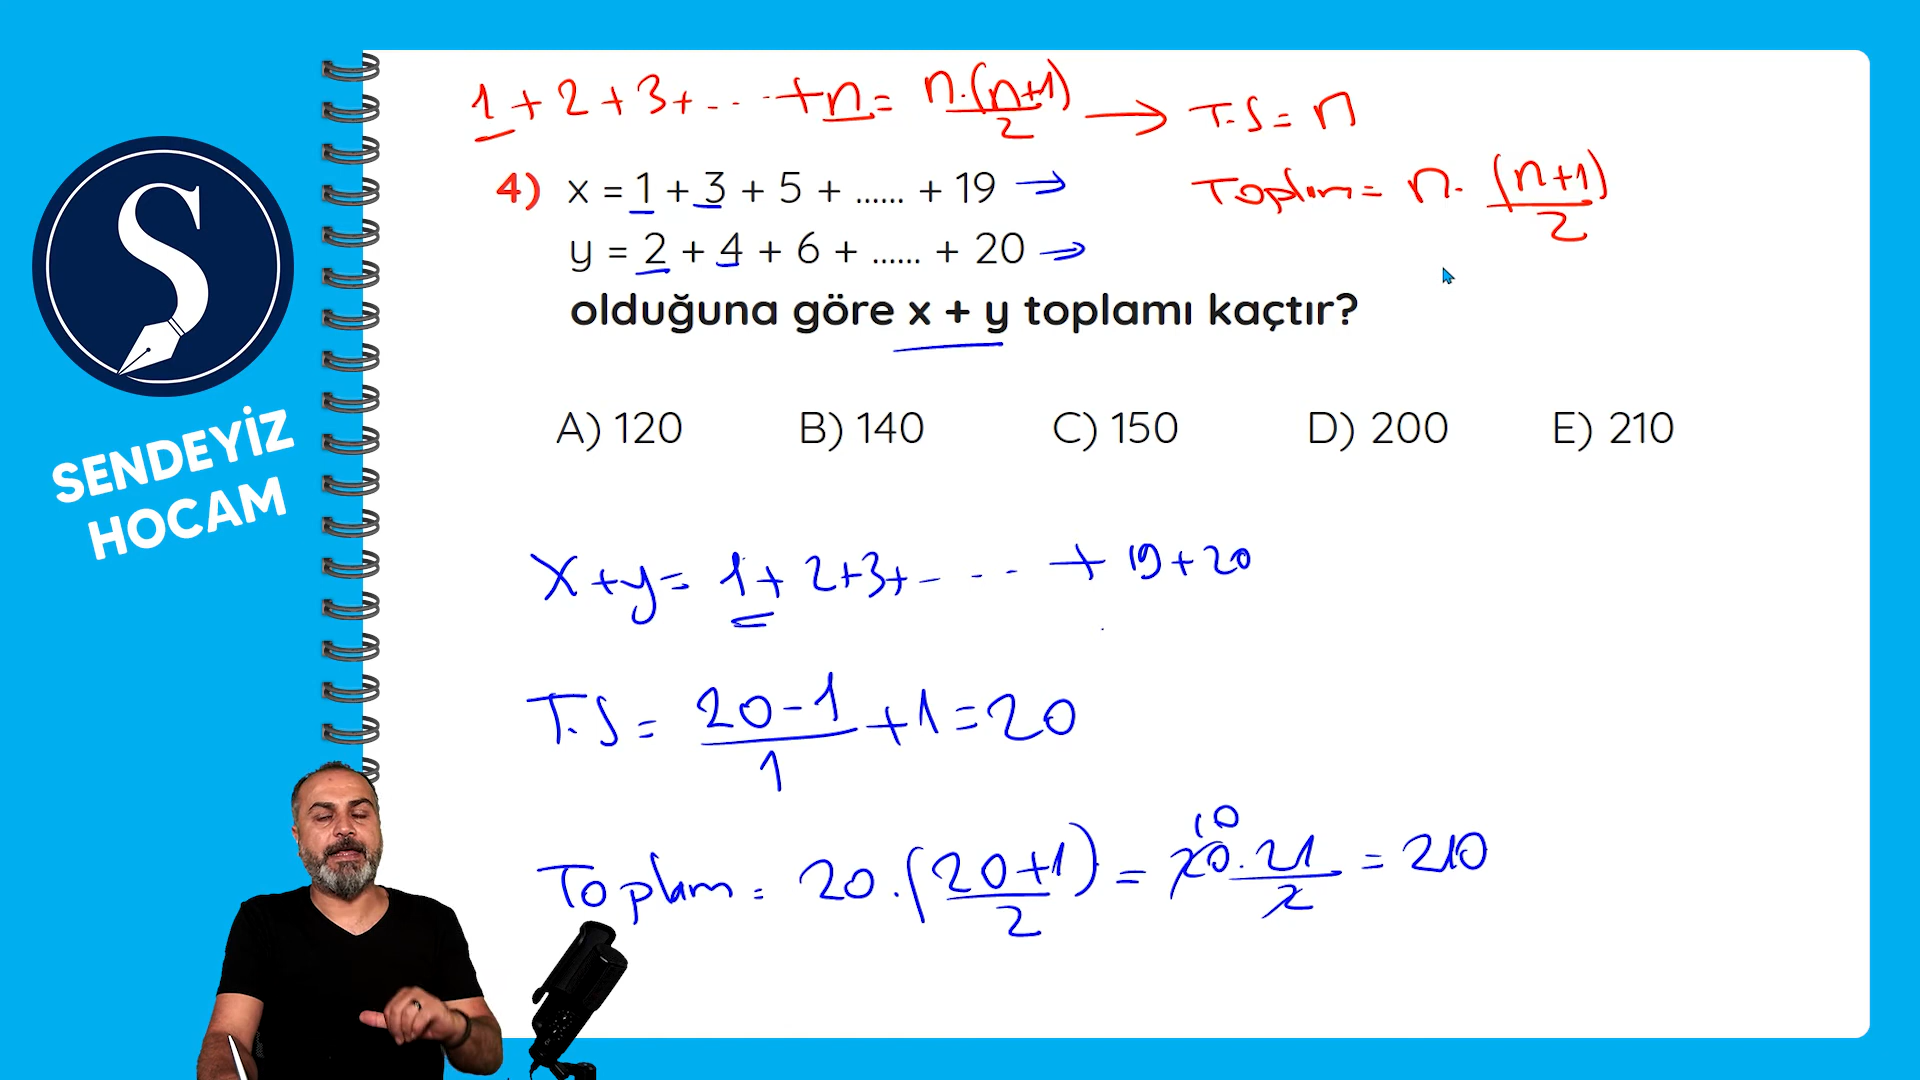 1 + 2 + 3 + . . . . + n = n.(n+1)/2 → T.S = n
Toplam = n. (n+1)/2
4) x = 1 + 3 + 5 + ...... + 19 →
y = 2 + 4 + 6 + ...... + 20 →
olduğuna göre x + y toplamı kaçtır?
A) 120 B) 140 C) 150 D) 200 E) 210
SENDEYİZ
HOCAM
x+y = 1+ 2+3+ - - - + 19 + 20
T.S = 20-1/1 + 1 = 20
Toplam = 20.(20+1/2) = 10 20.21/2 = 210